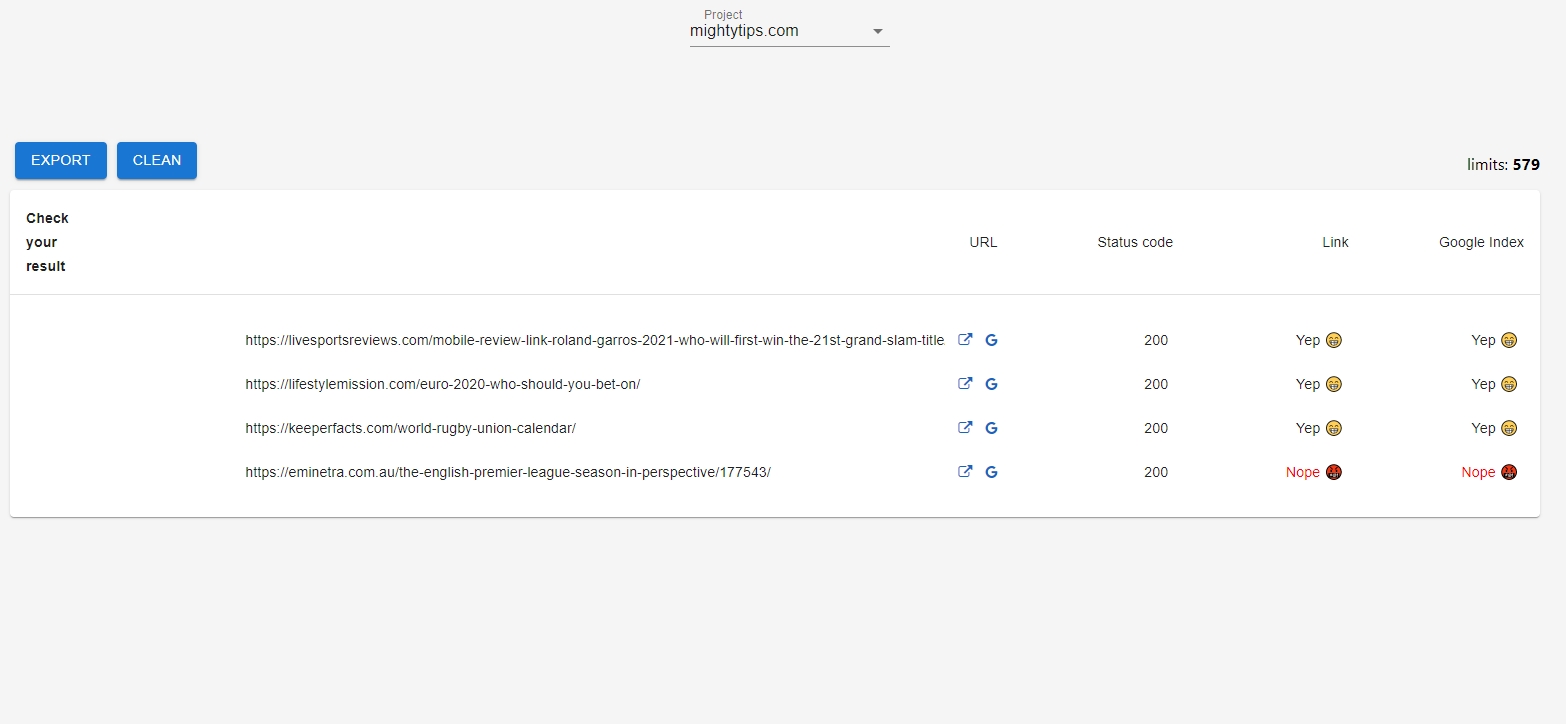 Project
mightytips.com
EXPORT
CLEAN
limits: 579
Check
your
result
URL
Status code
Link
Google Index
https://livesportsreviews.com/mobile-review-link-roland-garros-2021-who-will-first-win-the-21st-grand-slam-title. 200 Yep Yep
https://lifestylemission.com/euro-2020-who-should-you-bet-on/ 200 Yep Yep
https://keeperfacts.com/world-rugby-union-calendar/ 200 Yep Yep
https://eminetra.com.au/the-english-premier-league-season-in-perspective/177543/ 200 Nope Nope